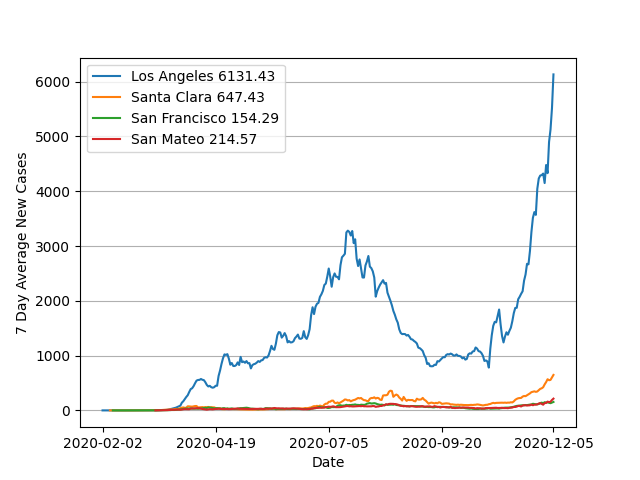 Los Angeles 6131.43
Santa Clara 647.43
San Francisco 154.29
San Mateo 214.57
7 Day Average New Cases
6000
5000
4000
3000
2000
1000
0
2020-02-02 2020-04-19 2020-07-05 2020-09-20 2020-12-05
Date